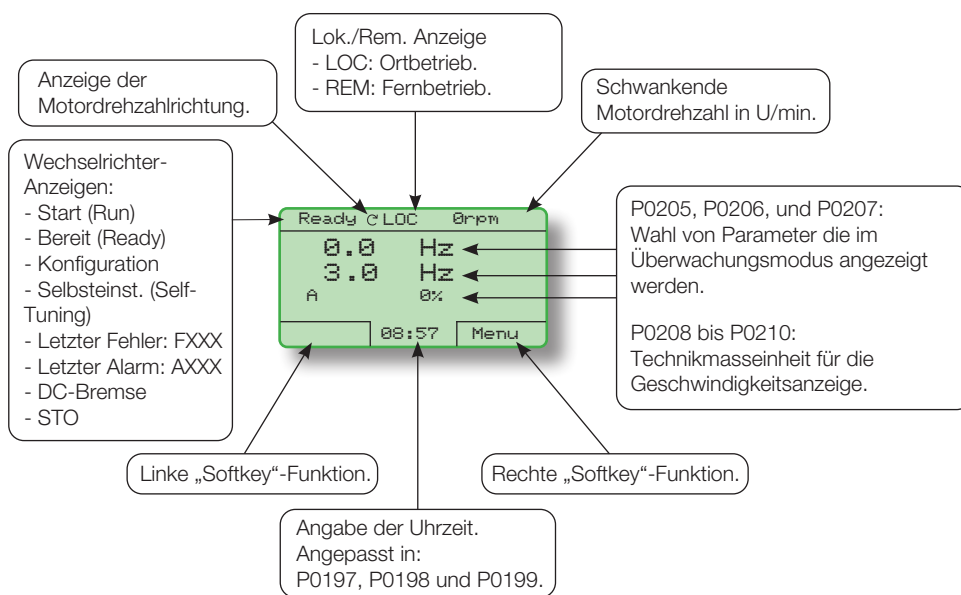 Lok./Rem. Anzeige
- LOC: Ortbetrieb.
- REM: Fernbetrieb.
Anzeige der
Motordrehzahlrichtung.
Schwankende
Motordrehzahl in U/min.
Wechselrichter-
Anzeigen:
- Start (Run)
- Bereit (Ready)
- Konfiguration
- Selbsteinst. (Self-
Tuning)
- Letzter Fehler: FXXX
- Letzter Alarm: AXXX
- DC-Bremse
- STO
Ready LOC 0rpm
0.0 Hz
3.0 Hz
A 0%
08:57 Menu
P0205, P0206, und P0207:
Wahl von Parameter die im
Überwachungsmodus angezeigt
werden.
P0208 bis P0210:
Technikmasseinheit für die
Geschwindigkeitsanzeige.
Linke „Softkey“-Funktion.
Rechte „Softkey“-Funktion.
Angabe der Uhrzeit.
Angepasst in:
P0197, P0198 und P0199.